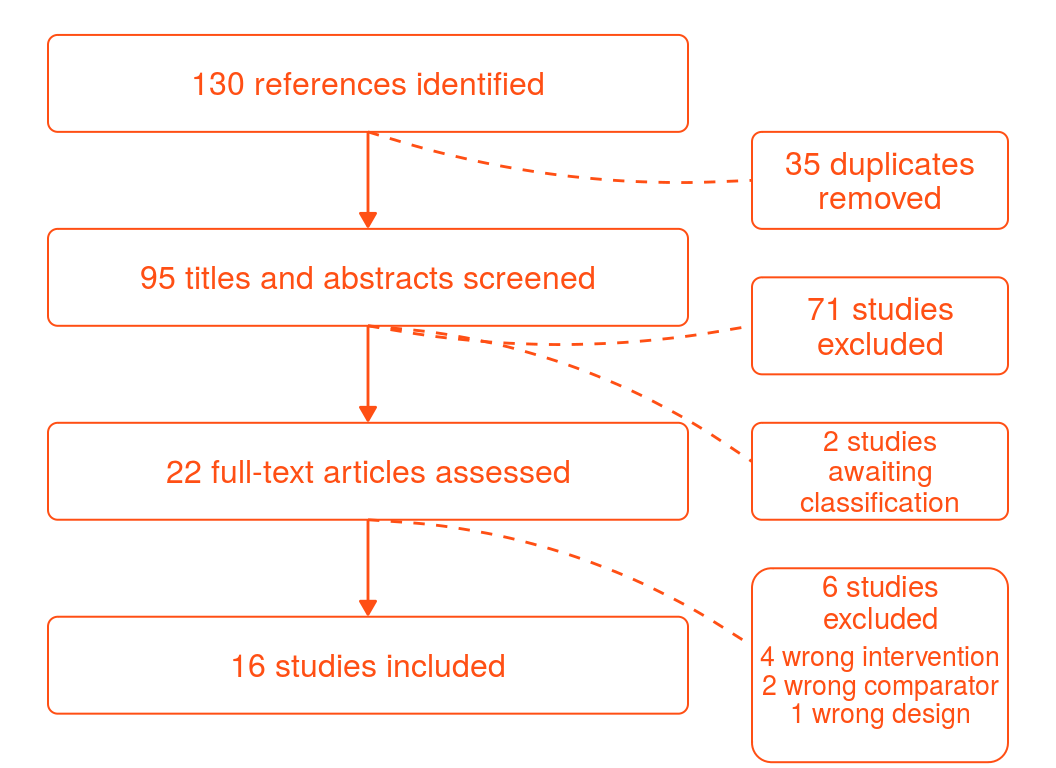 130 references identified
35 duplicates
removed
95 titles and abstracts screened
71 studies
excluded
22 full-text articles assessed
2 studies
awaiting
classification
6 studies
excluded
4 wrong intervention
2 wrong comparator
1 wrong design
16 studies included